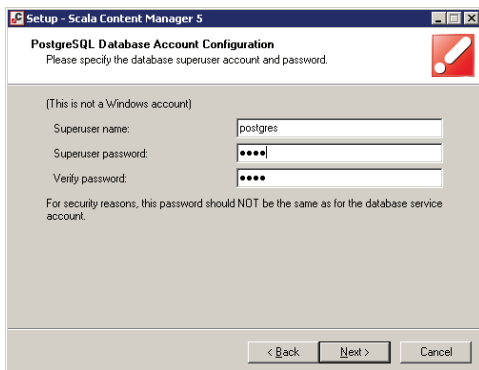 Setup - Scala Content Manager 5
PostgreSQL Database Account Configuration
Please specify the database superuser account and password.
(This is not a Windows account)
Superuser name: postgres
Superuser password: ••••
Verify password: ••••
For security reasons, this password should NOT be the same as for the database service
account.
< Back Next > Cancel